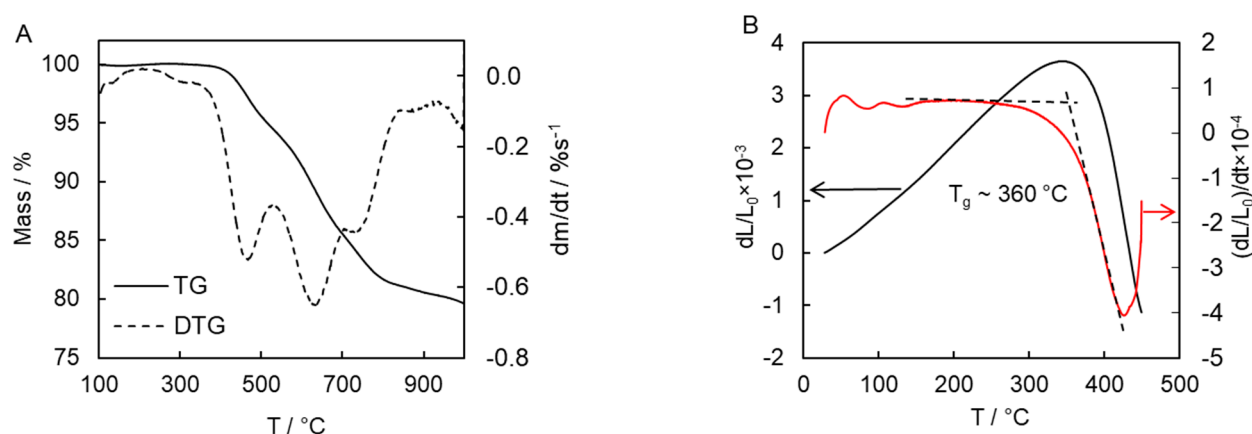 A
100
95
90
85
80
75
Mass / %
TG
DTG
100 300 500 700 900
T / °C
0.0
-0.2
-0.4
-0.6
-0.8
dm/dt / %s⁻¹
B
4
3
2
1
0
-1
-2
dL/L₀×10⁻³
T_g ~ 360 °C
0 100 200 300 400 500
T / °C
2
1
0
-1
-2
-3
-4
-5
(dL/L₀)/dt×10⁻⁴